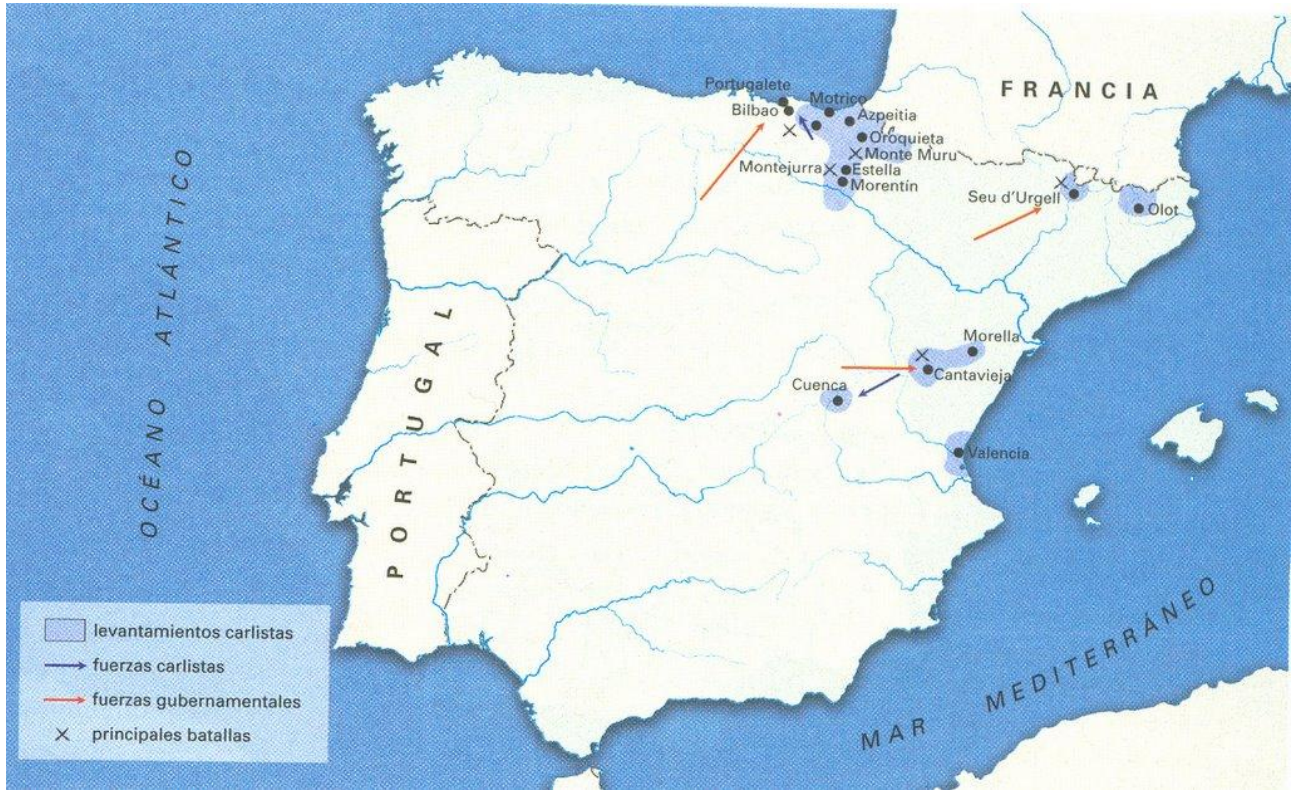 FRANCIA
Portugalete
Motrico
Bilbao
Azpeitia
Oroquieta
Monte Muru
Montejurra
Estella
Morentín
Seu d'Urgell
Olot
OCÉANO ATLÁNTICO
PORTUGAL
Morella
Cantavieja
Cuenca
Valencia
MAR MEDITERRÁNEO
levantamientos carlistas
fuerzas carlistas
fuerzas gubernamentales
principales batallas